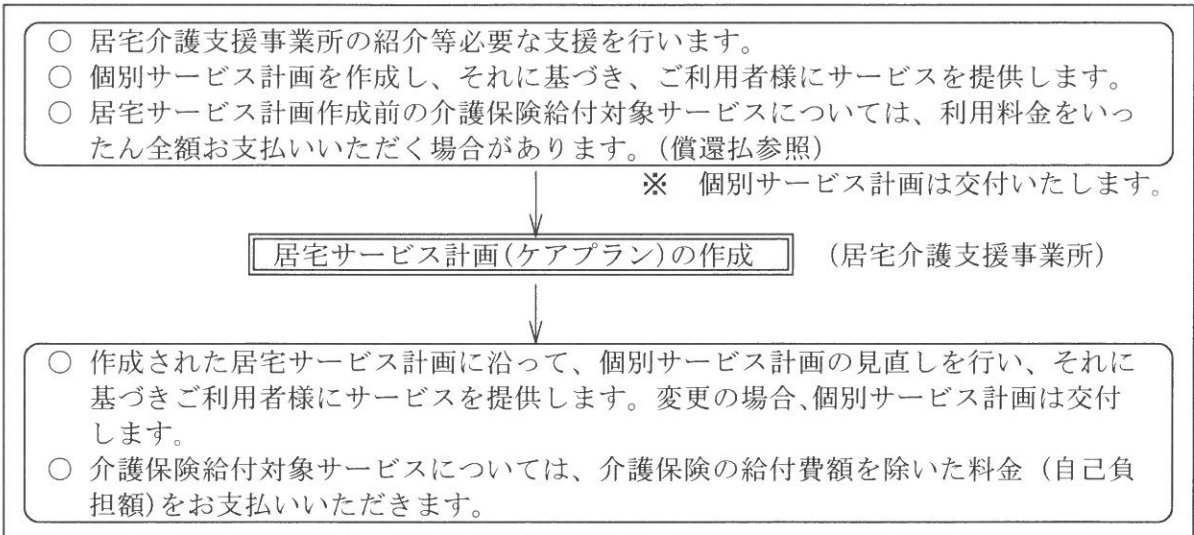 ○ 居宅介護支援事業所の紹介等必要な支援を行います。
○ 個別サービス計画を作成し、それに基づき、ご利用者様にサービスを提供します。
○ 居宅サービス計画作成前の介護保険給付対象サービスについては、利用料金をいっ
たん全額お支払いいただく場合があります。(償還払参照)
※ 個別サービス計画は交付いたします。
居宅サービス計画(ケアプラン)の作成 (居宅介護支援事業所)
○ 作成された居宅サービス計画に沿って、個別サービス計画の見直しを行い、それに
基づきご利用者様にサービスを提供します。変更の場合、個別サービス計画は交付
します。
○ 介護保険給付対象サービスについては、介護保険の給付費額を除いた料金(自己負
担額)をお支払いいただきます。